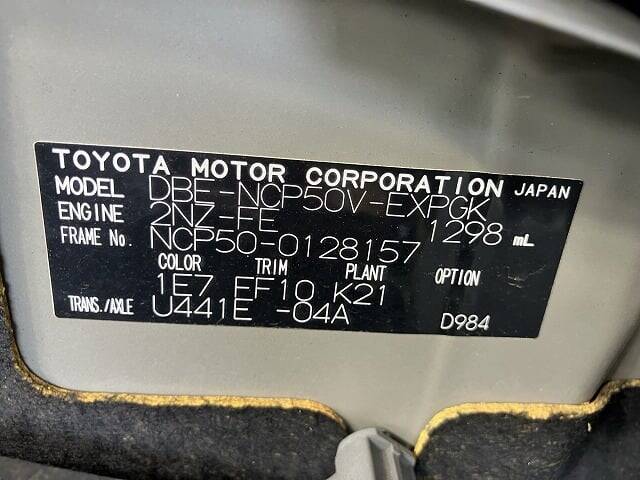 TOYOTA MOTOR CORPORATION JAPAN
MODEL DBE-NCP50V-EXPGK
ENGINE 2NZ-FE 1298 mL
FRAME No. NCP50-0128157
COLOR TRIM PLANT OPTION
1E7 EF10 K21
TRANS./AXLE U441E -04A D984